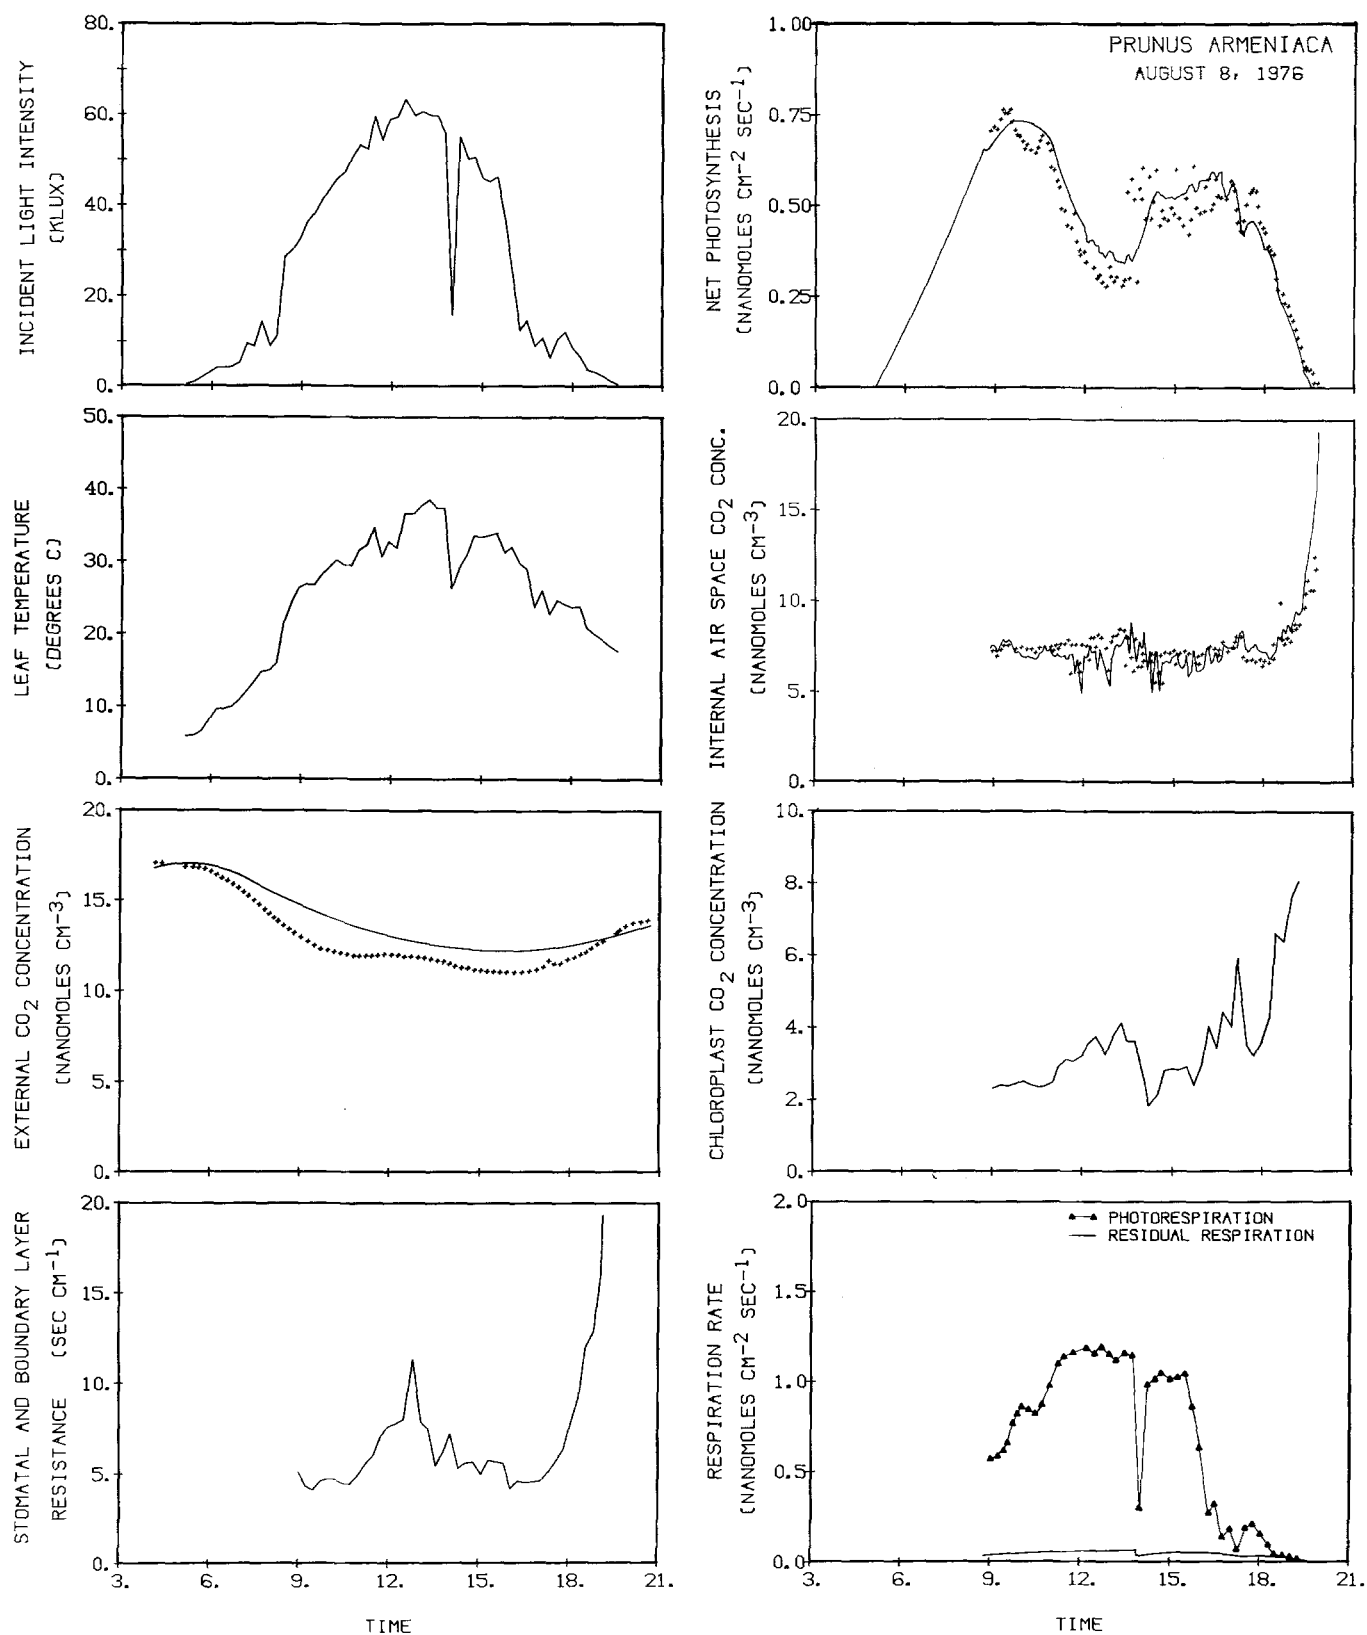 80.
60.
40.
20.
0.
INCIDENT LIGHT INTENSITY
(KLUX)
1.00
0.75
0.50
0.25
0.0
NET PHOTOSYNTHESIS
(NANOMOLES CM-2 SEC-1)
PRUNUS ARMENIACA
AUGUST 8, 1976
50.
40.
30.
20.
10.
0.
LEAF TEMPERATURE
(DEGREES C)
20.
15.
10.
5.
0.
INTERNAL AIR SPACE CO2 CONC.
(NANOMOLES CM-3)
20.
15.
10.
5.
0.
EXTERNAL CO2 CONCENTRATION
(NANOMOLES CM-3)
10.
8.
6.
4.
2.
0.
CHLOROPLAST CO2 CONCENTRATION
(NANOMOLES CM-3)
20.
15.
10.
5.
0.
STOMATAL AND BOUNDARY LAYER
RESISTANCE (SEC CM-1)
3. 6. 9. 12. 15. 18. 21.
TIME
2.0
1.5
1.0
0.5
0.0
RESPIRATION RATE
(NANOMOLES CM-2 SEC-1)
PHOTORESPIRATION
RESIDUAL RESPIRATION
3. 6. 9. 12. 15. 18. 21.
TIME